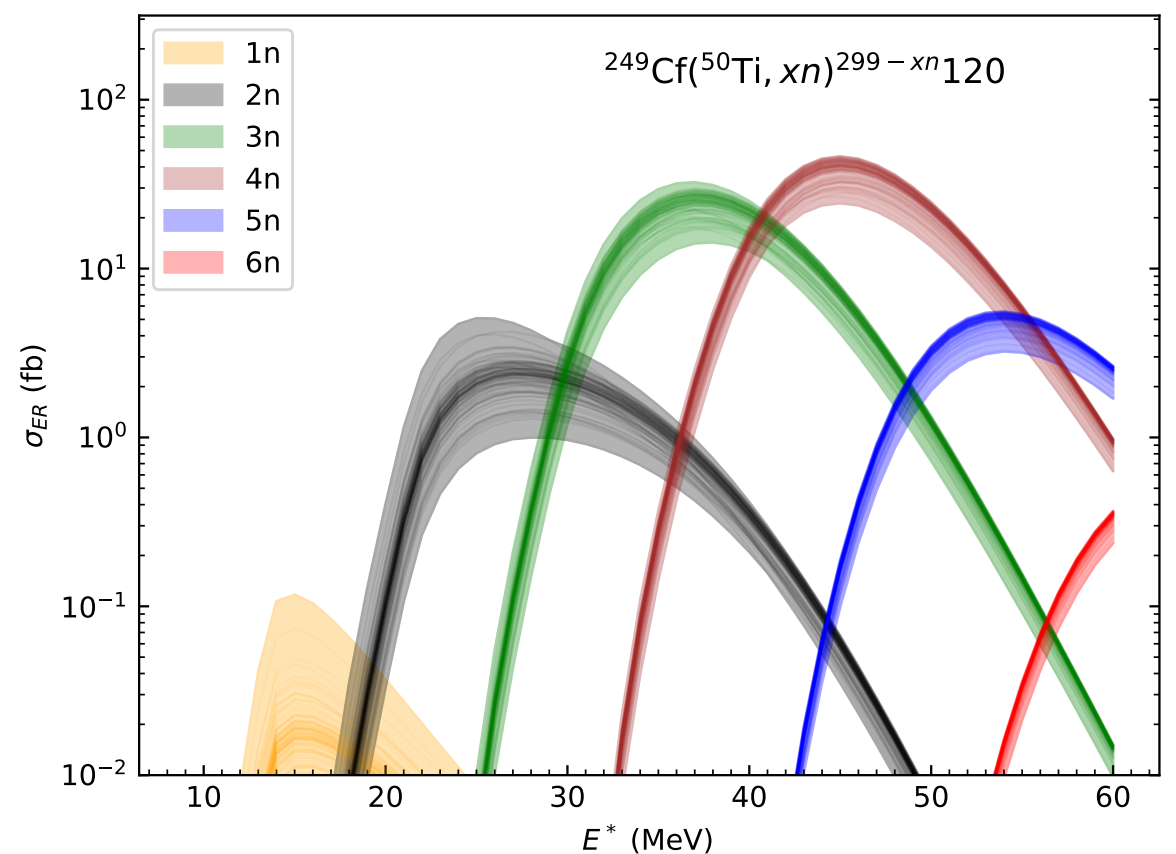 ²⁴⁹Cf(⁵⁰Ti, xn)²⁹⁹⁻ˣⁿ120
1n
2n
3n
4n
5n
6n
σ_ER (fb)
10²
10¹
10⁰
10⁻¹
10⁻²
10 20 30 40 50 60
E* (MeV)